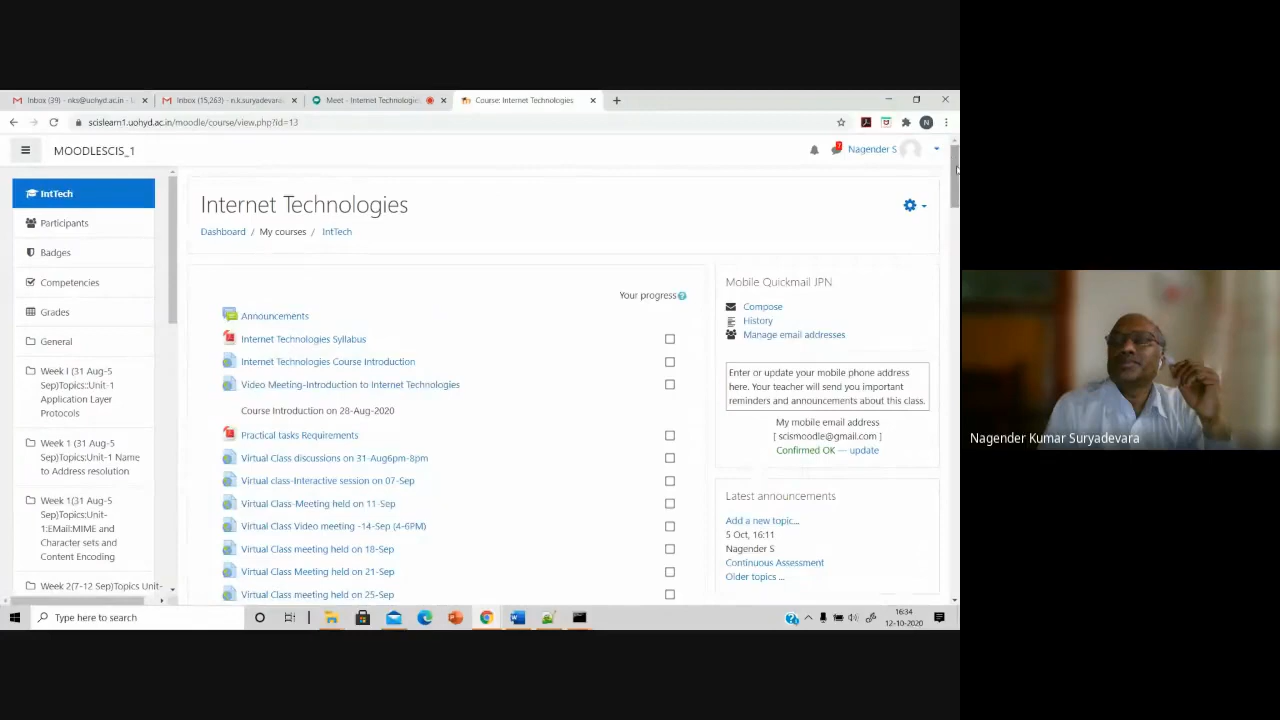 Inbox (39) - nks@uohyd.ac.in -
Inbox (15,263) - n.k.suryadevara
Meet - Internet Technologies
Course: Internet Technologies
scislearn1.uohyd.ac.in/moodle/course/view.php?id=13
MOODLESCIS_1
Nagender S
IntTech
Participants
Badges
Competencies
Grades
General
Week I (31 Aug-5
Sep)Topics::Unit-1
Application Layer
Protocols
Week 1 (31 Aug-5
Sep)Topics:Unit-1 Name
to Address resolution
Week 1(31 Aug-5
Sep)Topics:Unit-
1:EMail:MIME and
Character sets and
Content Encoding
Week 2(7-12 Sep)Topics Unit-
Internet Technologies
Dashboard / My courses / IntTech
Your progress
Announcements
Internet Technologies Syllabus
Internet Technologies Course Introduction
Video Meeting-Introduction to Internet Technologies
Course Introduction on 28-Aug-2020
Practical tasks Requirements
Virtual Class discussions on 31-Aug6pm-8pm
Virtual class-Interactive session on 07-Sep
Virtual Class-Meeting held on 11-Sep
Virtual Class Video meeting -14-Sep (4-6PM)
Virtual Class meeting held on 18-Sep
Virtual Class Meeting held on 21-Sep
Virtual Class meeting held on 25-Sep
Mobile Quickmail JPN
Compose
History
Manage email addresses
Enter or update your mobile phone address
here. Your teacher will send you important
reminders and announcements about this class.
My mobile email address
[ scismoodle@gmail.com ]
Confirmed OK — update
Latest announcements
Add a new topic...
5 Oct, 16:11
Nagender S
Continuous Assessment
Older topics ...
Type here to search
16:34
12-10-2020
Nagender Kumar Suryadevara